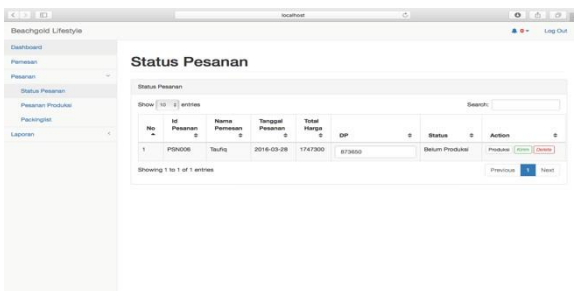 localhost
Beachgold Lifestyle
0
Log Out
Dashboard
Pemesan
Pesanan
Status Pesanan
Pesanan Produksi
Packinglist
Laporan
Status Pesanan
Status Pesanan
Show 10 entries
Search:
No
Id Pesanan
Nama Pemesan
Tanggal Pesanan
Total Harga
DP
Status
Action
1 PSN006 Taufiq 2016-03-28 1747300 873650 Belum Produksi Produksi Delete
Showing 1 to 1 of 1 entries
Previous 1 Next